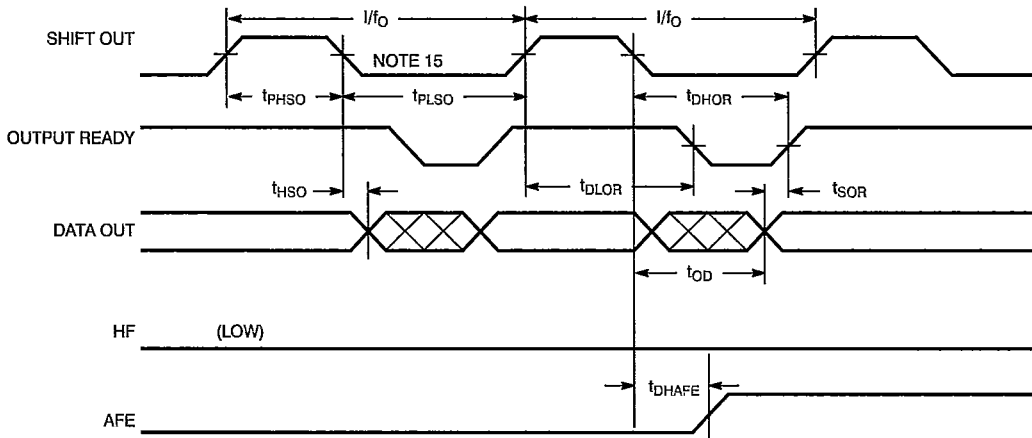 I/fO I/fO
SHIFT OUT
NOTE 15
tPHSO tPLSO tDHOR
OUTPUT READY
tHSO tDLOR tSOR
DATA OUT
tOD
HF (LOW)
tDHAFE
AFE